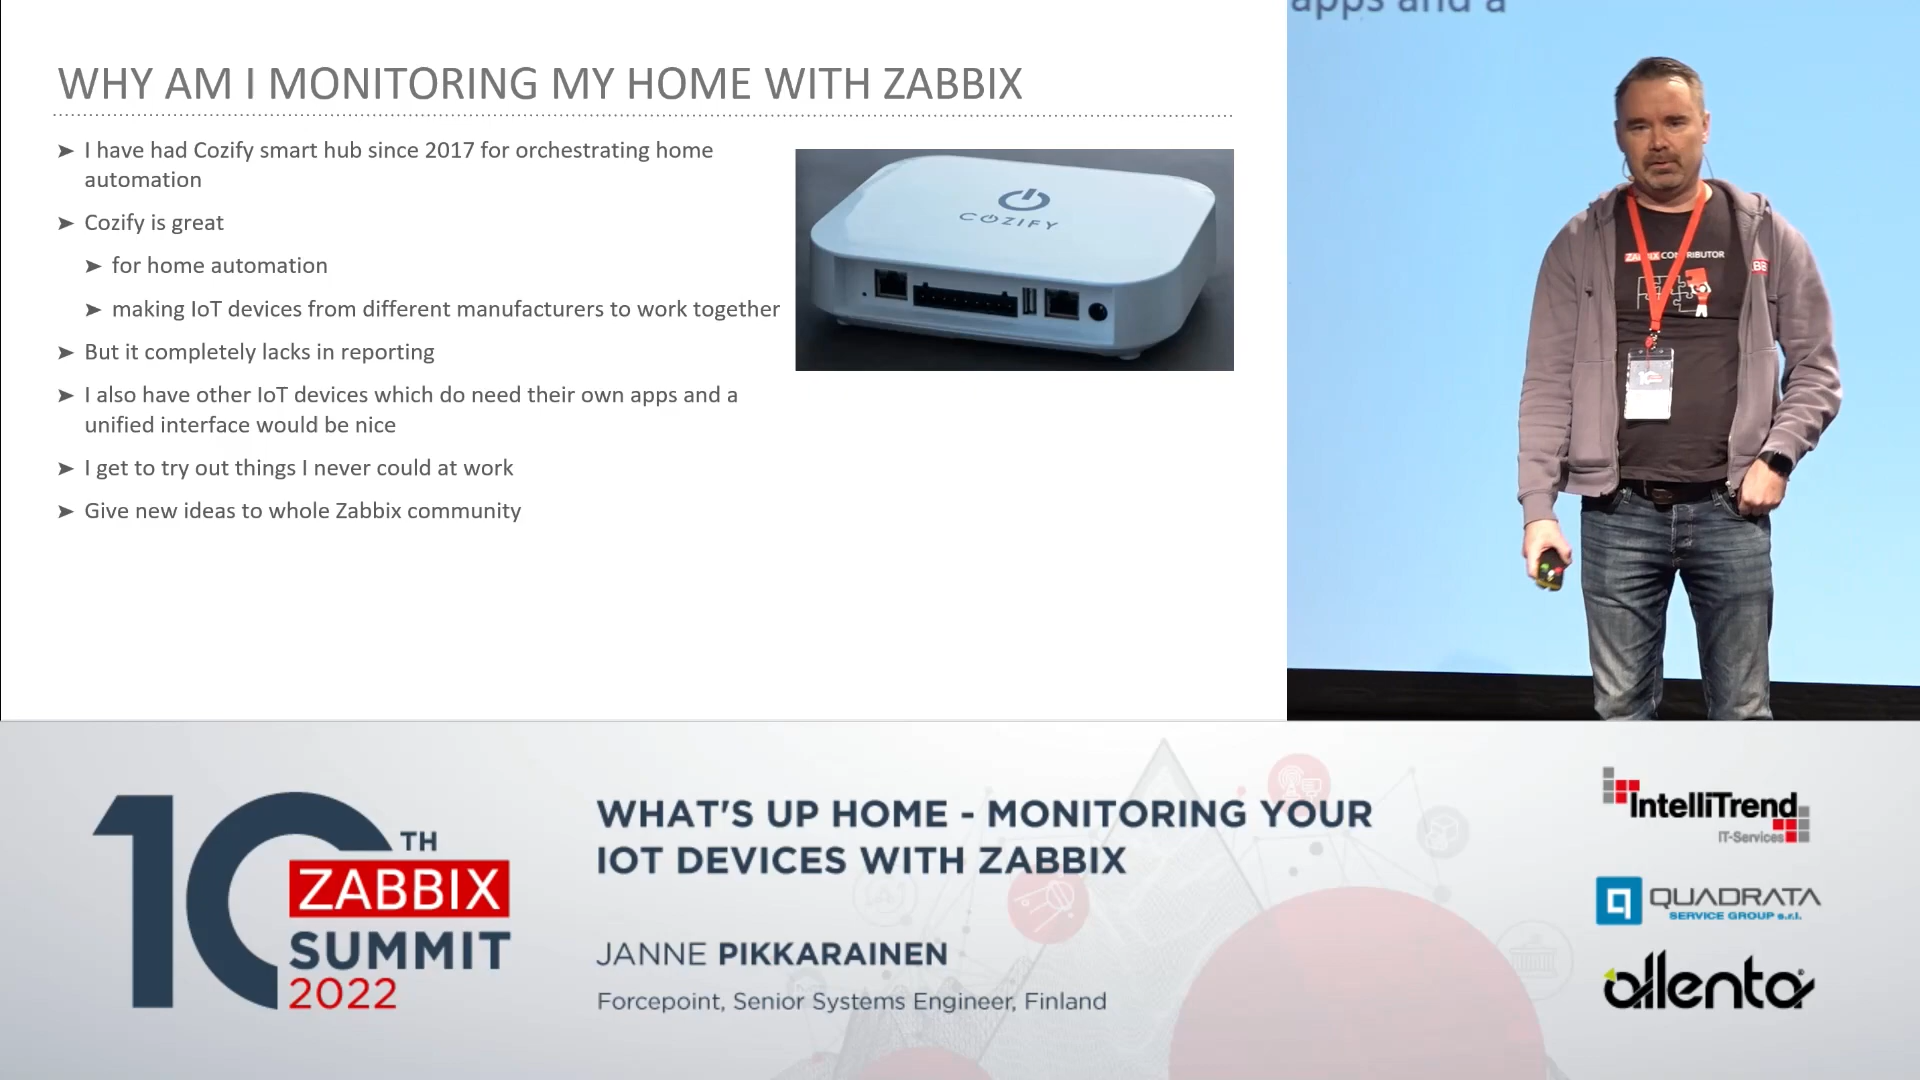 WHY AM I MONITORING MY HOME WITH ZABBIX
➤ I have had Cozify smart hub since 2017 for orchestrating home
automation
➤ Cozify is great
➤ for home automation
➤ making IoT devices from different manufacturers to work together
➤ But it completely lacks in reporting
➤ I also have other IoT devices which do need their own apps and a
unified interface would be nice
➤ I get to try out things I never could at work
➤ Give new ideas to whole Zabbix community
COZIFY
apps and a
ZABBIX CONTRIBUTOR
10TH
ZABBIX
SUMMIT
2022
WHAT'S UP HOME - MONITORING YOUR
IOT DEVICES WITH ZABBIX
JANNE PIKKARAINEN
Forcepoint, Senior Systems Engineer, Finland
IntelliTrend
IT-Services
QUADRATA
SERVICE GROUP s.r.l.
allenta